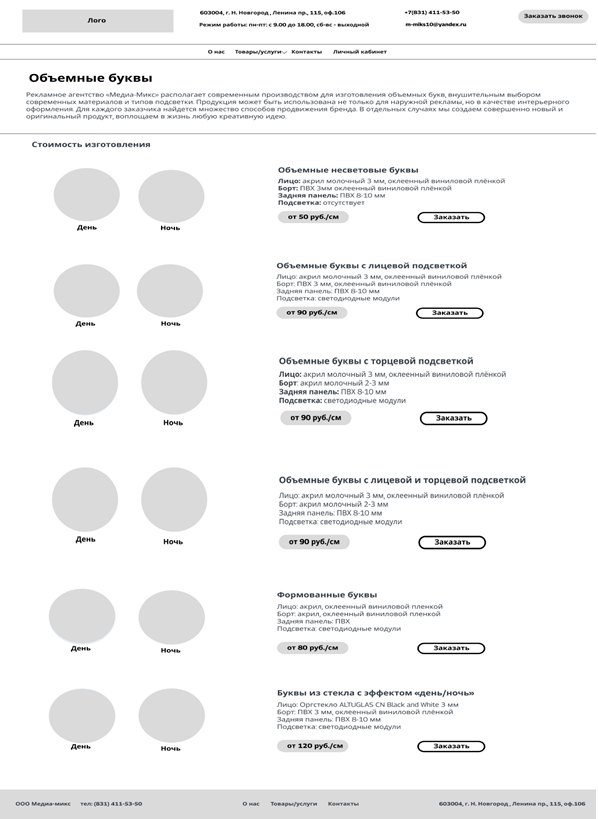 Лого
603004, г. Н. Новгород, Ленина пр., 115, оф.106
+7(831) 411-53-50
Заказать звонок
Режим работы: пн-пт: с 9.00 до 18.00, сб-вс - выходной
m-miks10@yandex.ru
О нас
Товары/услуги
Контакты
Личный кабинет
Объемные буквы
Рекламное агентство «Медиа-Микс» располагает современным производством для изготовления объемных букв, внушительным выбором
современных материалов и типов подсветки. Продукция может быть использована не только для наружной рекламы, но в качестве интерьерного
оформления. Для каждого заказчика найдется множество способов продвижения бренда. В отдельных случаях мы создаем совершенно новый и
оригинальный продукт, воплощаем в жизнь любую креативную идею.
Стоимость изготовления
Объемные несветовые буквы
Лицо: акрил молочный 3 мм, оклеенный виниловой плёнкой
Борт: ПВХ 3мм оклеенный виниловой плёнкой
Задняя панель: ПВХ 8-10 мм
Подсветка: отсутствует
от 50 руб./см
Заказать
День
Ночь
Объемные буквы с лицевой подсветкой
Лицо: акрил молочный 3 мм, оклеенный виниловой плёнкой
Борт: ПВХ 3 мм, оклеенный виниловой плёнкой
Задняя панель: ПВХ 8-10 мм
Подсветка: светодиодные модули
от 90 руб./см
Заказать
День
Ночь
Объемные буквы с торцевой подсветкой
Лицо: акрил молочный 3 мм, оклеенный виниловой плёнкой
Борт: акрил молочный 2-3 мм
Задняя панель: ПВХ 8-10 мм
Подсветка: светодиодные модули
от 90 руб./см
Заказать
День
Ночь
Объемные буквы с лицевой и торцевой подсветкой
Лицо: акрил молочный 3 мм, оклеенный виниловой плёнкой
Борт: акрил молочный 2-3 мм
Задняя панель: ПВХ 8-10 мм
Подсветка: светодиодные модули
от 90 руб./см
Заказать
День
Ночь
Формованные буквы
Лицо: акрил, оклеенный виниловой пленкой
Борт: акрил, оклеенный виниловой пленкой
Задняя панель: ПВХ
Подсветка: светодиодные модули
от 80 руб./см
Заказать
День
Ночь
Буквы из стекла с эффектом «день/ночь»
Лицо: Оргстекло ALTUGLAS CN Black and White 3 мм
Борт: ПВХ 3 мм, оклеенный виниловой плёнкой
Задняя панель: ПВХ 8-10 мм
Подсветка: светодиодные модули
от 120 руб./см
Заказать
День
Ночь
ООО Медиа-микс
тел: (831) 411-53-50
О нас
Товары/услуги
Контакты
603004, г. Н. Новгород , Ленина пр., 115, оф.106